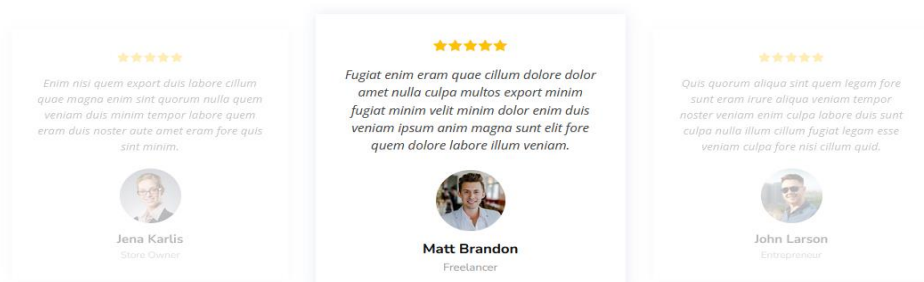 Enim nisi quem export duis labore cillum
quae magna enim sint quorum nulla quem
veniam duis minim tempor labore quem
eram duis noster aute amet eram fore quis
sint minim.
Jena Karlis
Store Owner
Fugiat enim eram quae cillum dolore dolor
amet nulla culpa multos export minim
fugiat minim velit minim dolor enim duis
veniam ipsum anim magna sunt elit fore
quem dolore labore illum veniam.
Matt Brandon
Freelancer
Quis quorum aliqua sint quem legam fore
sunt eram irure aliqua veniam tempor
noster veniam enim culpa labore duis sunt
culpa nulla illum cillum fugiat legam esse
veniam culpa fore nisi cillum quid.
John Larson
Entrepreneur